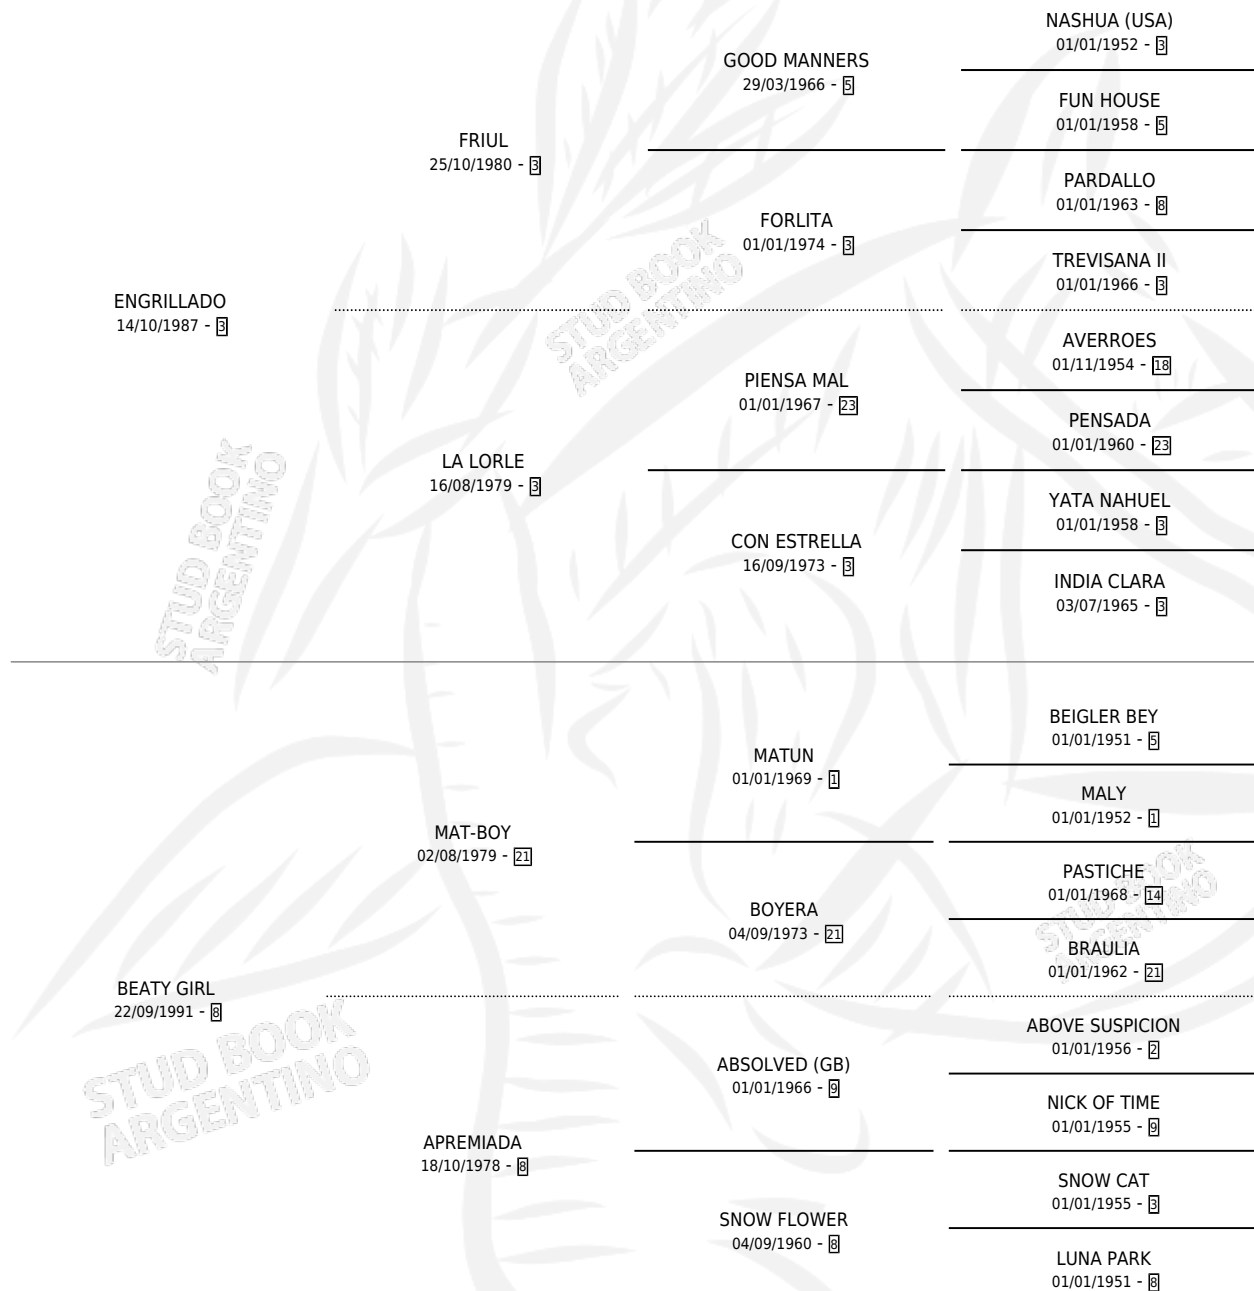 NASHUA (USA)
01/01/1952 - 3
GOOD MANNERS
29/03/1966 - 5
FUN HOUSE
01/01/1958 - 5
FRIUL
25/10/1980 - 3
PARDALLO
01/01/1963 - 8
FORLITA
01/01/1974 - 3
TREVISANA II
01/01/1966 - 3
ENGRILLADO
14/10/1987 - 3
AVERROES
01/11/1954 - 18
PIENSA MAL
01/01/1967 - 23
PENSADA
01/01/1960 - 23
LA LORLE
16/08/1979 - 3
YATA NAHUEL
01/01/1958 - 3
CON ESTRELLA
16/09/1973 - 3
INDIA CLARA
03/07/1965 - 3
BEIGLER BEY
01/01/1951 - 5
MATUN
01/01/1969 - 1
MALY
01/01/1952 - 1
MAT-BOY
02/08/1979 - 21
PASTICHE
01/01/1968 - 14
BOYERA
04/09/1973 - 21
BRAULIA
01/01/1962 - 21
BEATY GIRL
22/09/1991 - 8
ABOVE SUSPICION
01/01/1956 - 2
ABSOLVED (GB)
01/01/1966 - 9
NICK OF TIME
01/01/1955 - 9
APREMIADA
18/10/1978 - 8
SNOW CAT
01/01/1955 - 3
SNOW FLOWER
04/09/1960 - 8
LUNA PARK
01/01/1951 - 8
STUD BOOK
ARGENTINO
STUD BOOK
ARGENTINO
STUD BOOK
ARGENTINO
STUD BOOK
ARGENTINO